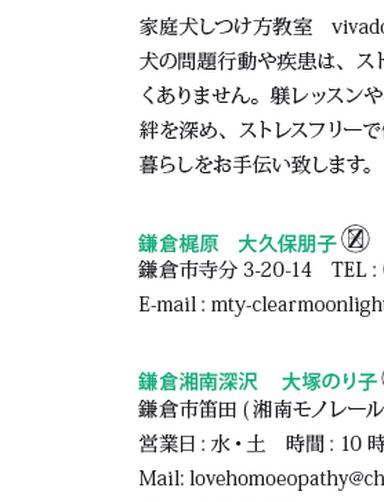 家庭犬しつけ方教室　vivado
犬の問題行動や疾患は、スト
くありません。躾レッスンや
絆を深め、ストレスフリーで
暮らしをお手伝い致します。
鎌倉梶原　大久保朋子
鎌倉市寺分 3-20-14　TEL :
E-mail : mty-clearmoonligh
鎌倉湘南深沢　大塚のり子
鎌倉市笛田 ( 湘南モノレール
営業日 : 水・土　時間 : 10 時
Mail: lovehomoeopathy@ch